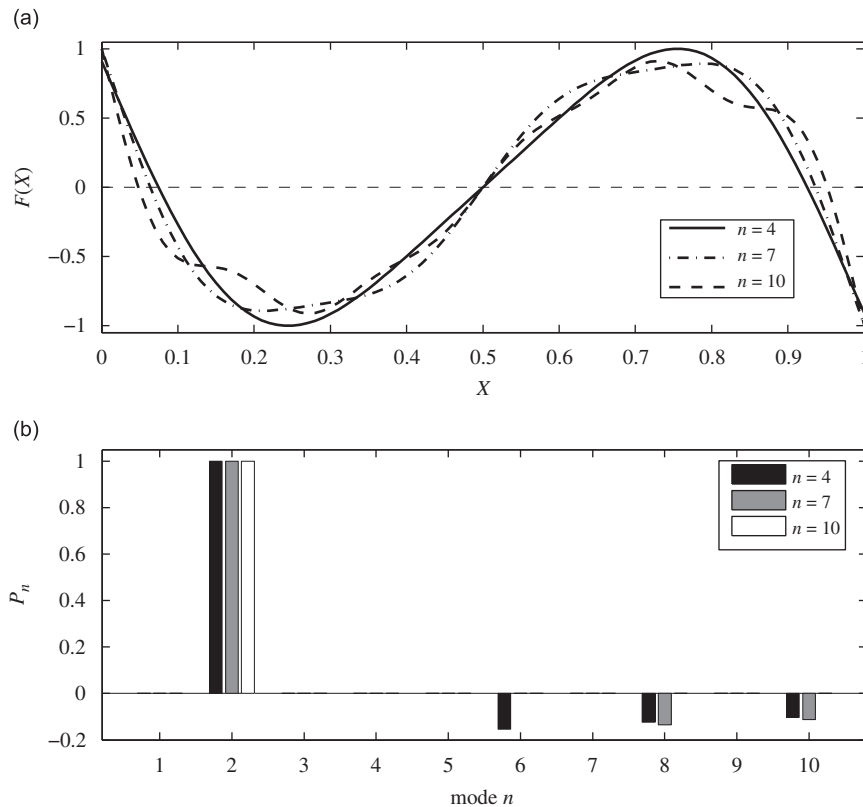 (a)
1
0.5
0
−0.5
−1
F(X)
n = 4
n = 7
n = 10
0 0.1 0.2 0.3 0.4 0.5 0.6 0.7 0.8 0.9 1
X
(b)
1
0.8
0.6
0.4
0.2
0
−0.2
P_n
n = 4
n = 7
n = 10
1 2 3 4 5 6 7 8 9 10
mode n